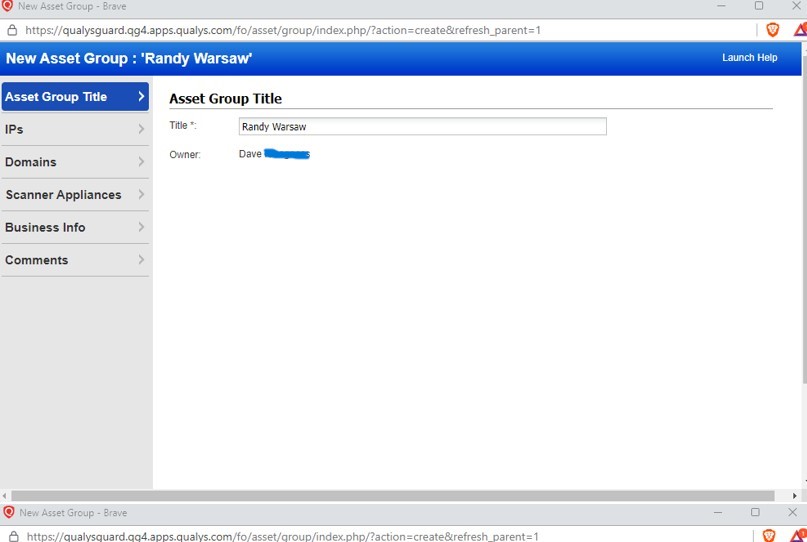 New Asset Group - Brave
https://qualysguard.qg4.apps.qualys.com/fo/asset/group/index.php/?action=create&refresh_parent=1
New Asset Group : 'Randy Warsaw'
Launch Help
Asset Group Title
IPs
Domains
Scanner Appliances
Business Info
Comments
Asset Group Title
Title *:
Randy Warsaw
Owner:
Dave
New Asset Group - Brave
https://qualysguard.qg4.apps.qualys.com/fo/asset/group/index.php/?action=create&refresh_parent=1